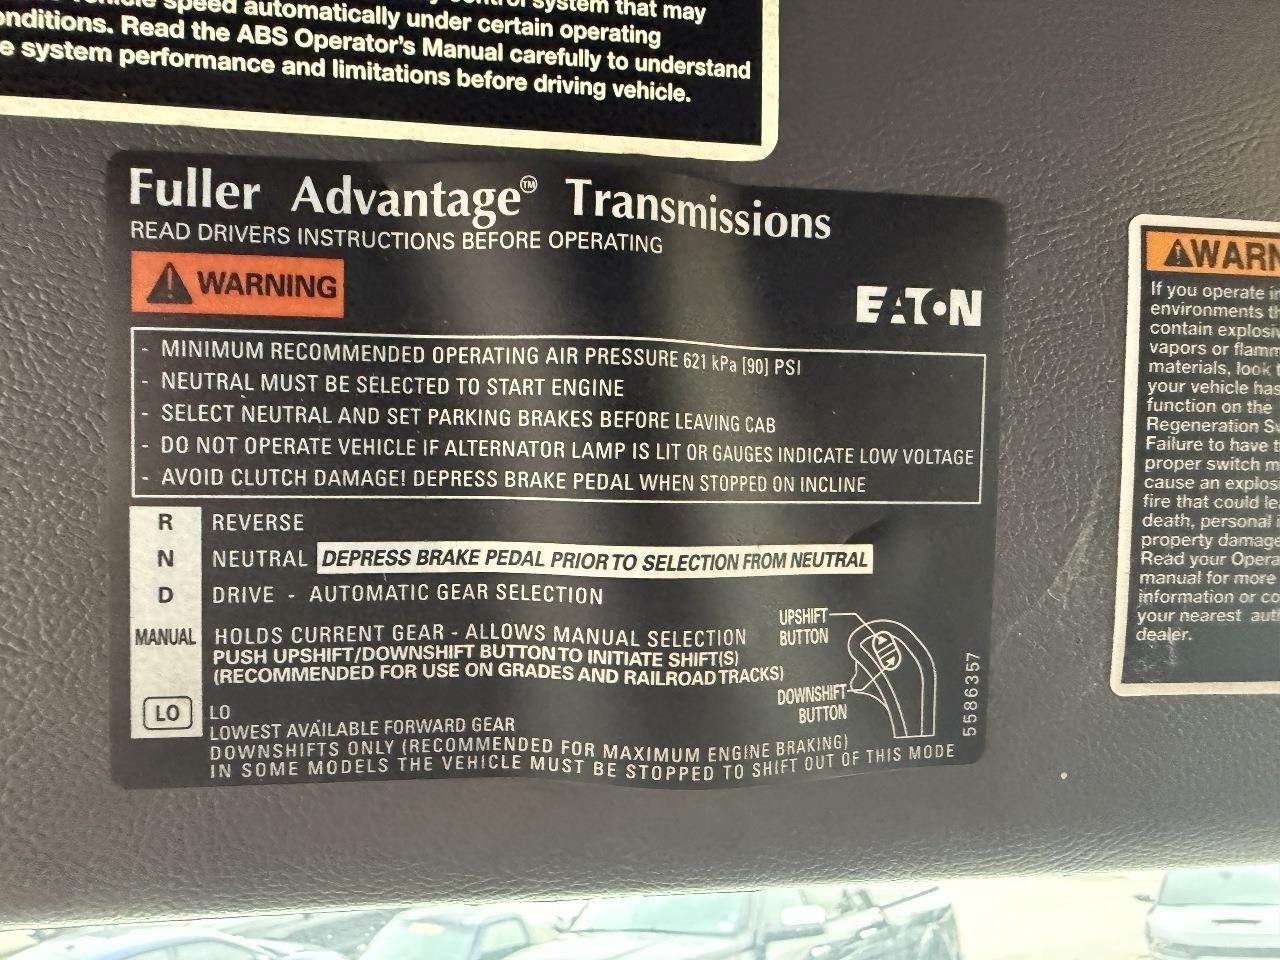 speed automatically under certain operating
system that may
onditions. Read the ABS Operator's Manual carefully to understand
e system performance and limitations before driving vehicle.
Fuller Advantage™ Transmissions
READ DRIVERS INSTRUCTIONS BEFORE OPERATING
WARNING
EATON
- MINIMUM RECOMMENDED OPERATING AIR PRESSURE 621 kPa [90] PSI
- NEUTRAL MUST BE SELECTED TO START ENGINE
- SELECT NEUTRAL AND SET PARKING BRAKES BEFORE LEAVING CAB
- DO NOT OPERATE VEHICLE IF ALTERNATOR LAMP IS LIT OR GAUGES INDICATE LOW VOLTAGE
- AVOID CLUTCH DAMAGE! DEPRESS BRAKE PEDAL WHEN STOPPED ON INCLINE
R REVERSE
N NEUTRAL DEPRESS BRAKE PEDAL PRIOR TO SELECTION FROM NEUTRAL
D DRIVE - AUTOMATIC GEAR SELECTION
MANUAL HOLDS CURRENT GEAR - ALLOWS MANUAL SELECTION
PUSH UPSHIFT/DOWNSHIFT BUTTON TO INITIATE SHIFT(S)
(RECOMMENDED FOR USE ON GRADES AND RAILROAD TRACKS)
UPSHIFT
BUTTON
DOWNSHIFT
BUTTON
LO LO
LOWEST AVAILABLE FORWARD GEAR
DOWNSHIFTS ONLY (RECOMMENDED FOR MAXIMUM ENGINE BRAKING)
IN SOME MODELS THE VEHICLE MUST BE STOPPED TO SHIFT OUT OF THIS MODE
5586357
WARN
If you operate in
environments th
contain explosiv
vapors or flamm
materials, look t
your vehicle has
function on the
Regeneration Sw
Failure to have t
proper switch m
cause an explosi
fire that could le
death, personal i
property damage
Read your Opera
manual for more
information or co
your nearest auth
dealer.